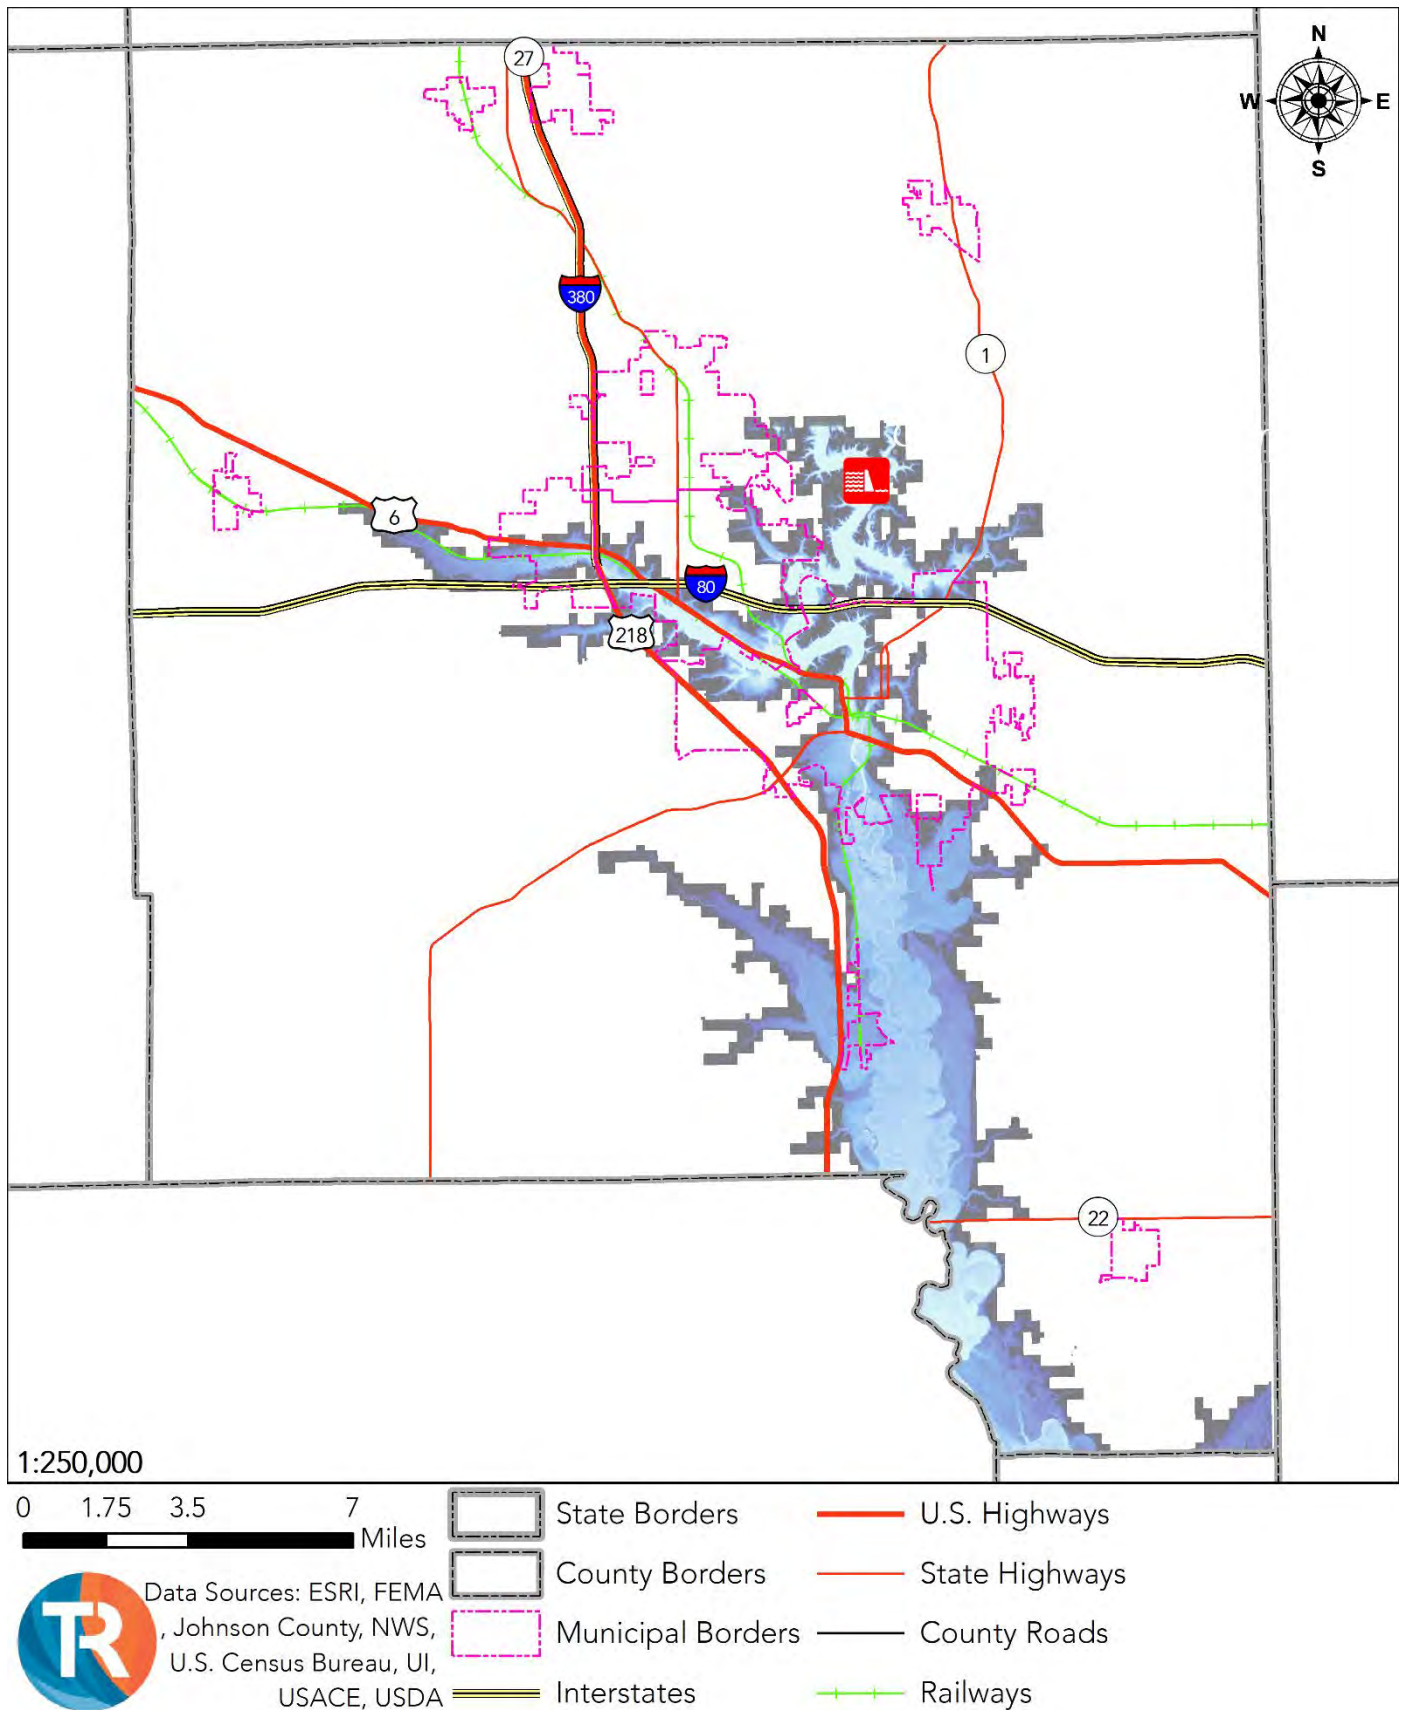 N
W E
S
27
380
1
6
80
218
22
1:250,000
0 1.75 3.5 7
Miles
State Borders
U.S. Highways
County Borders
State Highways
Municipal Borders
County Roads
Interstates
Railways
TR
Data Sources: ESRI, FEMA
, Johnson County, NWS,
U.S. Census Bureau, UI,
USACE, USDA